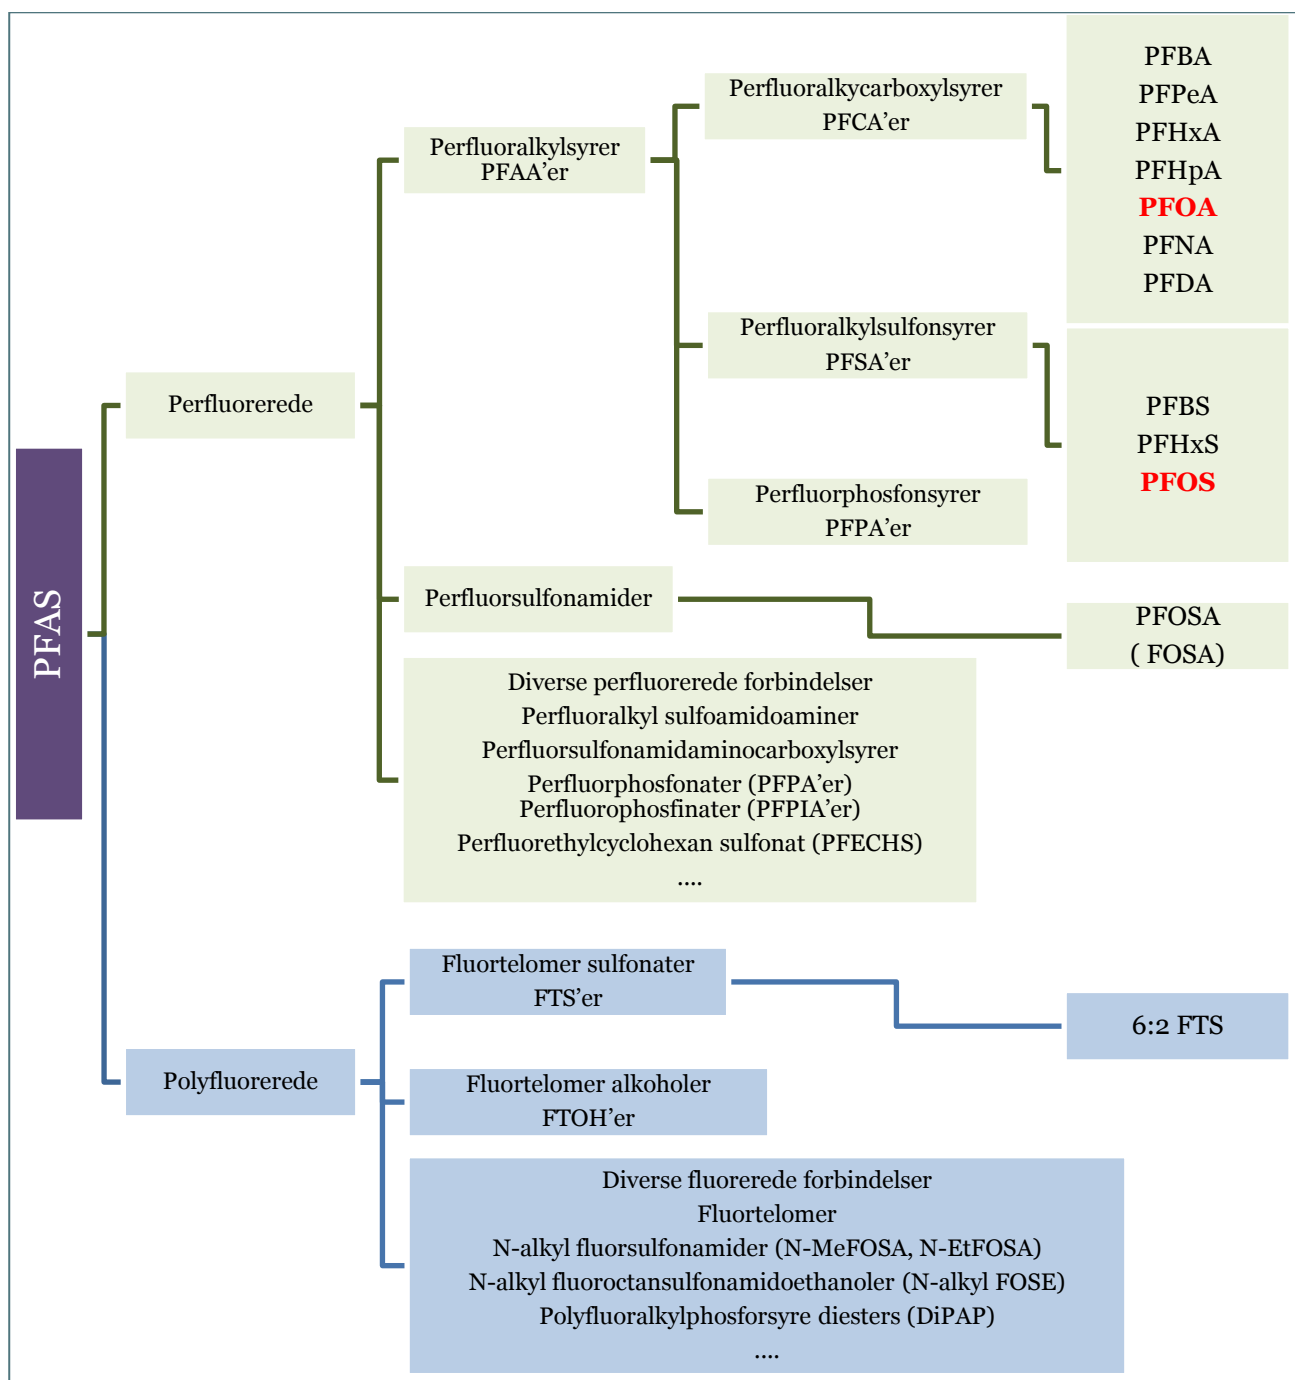 PFAS
Perfluorerede
Perfluoralkylsyrer
PFAA’er
Perfluoralkycarboxylsyrer
PFCA’er
PFBA
PFPeA
PFHxA
PFHpA
PFOA
PFNA
PFDA
Perfluoralkylsulfonsyrer
PFSA’er
PFBS
PFHxS
PFOS
Perfluorphosfonsyrer
PFPA’er
Perfluorsulfonamider
PFOSA
( FOSA)
Diverse perfluorerede forbindelser
Perfluoralkyl sulfoamidoaminer
Perfluorsulfonamidaminocarboxylsyrer
Perfluorphosfonater (PFPA’er)
Perfluorophosfinater (PFPIA’er)
Perfluorethylcyclohexan sulfonat (PFECHS)
....
Polyfluorerede
Fluortelomer sulfonater
FTS’er
6:2 FTS
Fluortelomer alkoholer
FTOH’er
Diverse fluorerede forbindelser
Fluortelomer
N-alkyl fluorsulfonamider (N-MeFOSA, N-EtFOSA)
N-alkyl fluoroctansulfonamidoethanoler (N-alkyl FOSE)
Polyfluoralkylphosforsyre diesters (DiPAP)
....